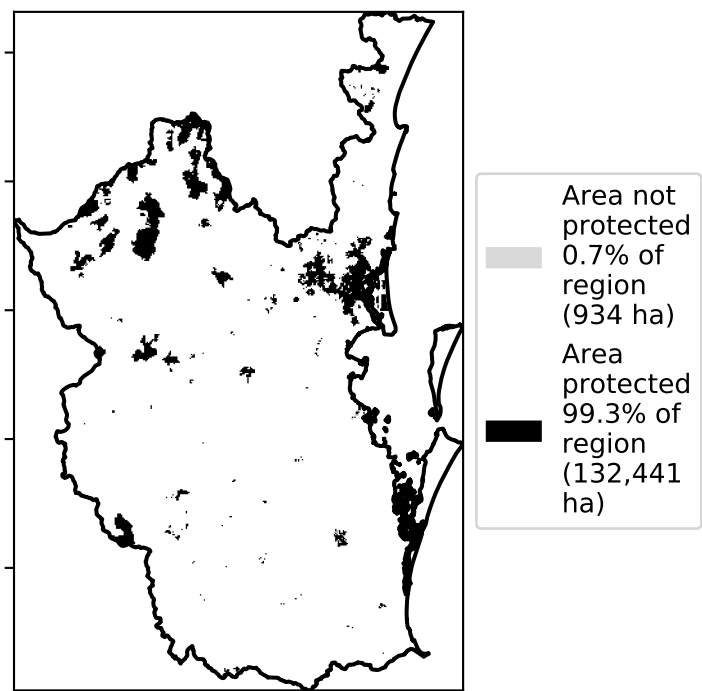 Area not
protected
0.7% of
region
(934 ha)
Area
protected
99.3% of
region
(132,441
ha)